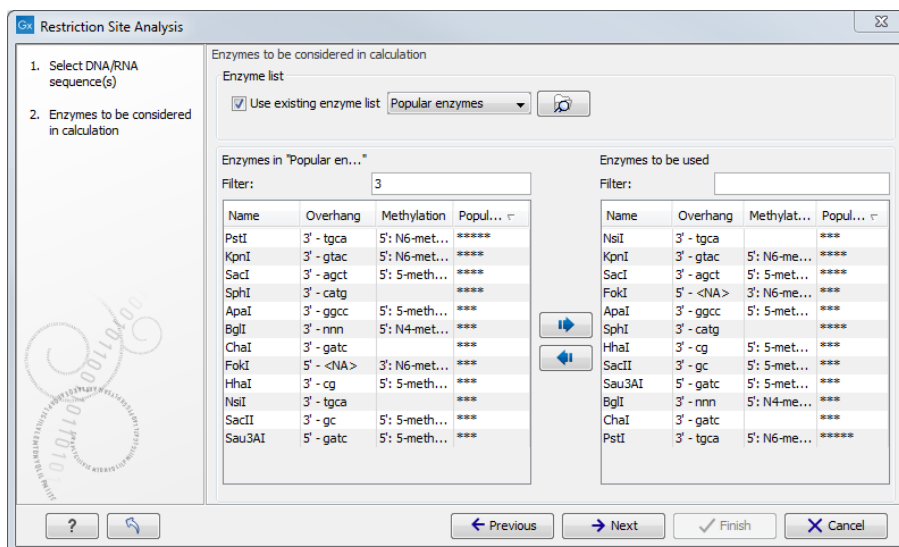 Gx Restriction Site Analysis
1. Select DNA/RNA
sequence(s)
2. Enzymes to be considered
in calculation
Enzymes to be considered in calculation
Enzyme list
Use existing enzyme list Popular enzymes
Enzymes in "Popular en..."
Filter: 3
Name Overhang Methylation Popul...
PstI 3' - tgca 5': N6-met... *****
KpnI 3' - gtac 5': N6-met... ****
SacI 3' - agct 5': 5-meth... ****
SphI 3' - catg ****
ApaI 3' - ggcc 5': 5-meth... ***
BglI 3' - nnn 5': N4-met... ***
ChaI 3' - gatc ***
FokI 5' - <NA> 3': N6-met... ***
HhaI 3' - cg 5': 5-meth... ***
NsiI 3' - tgca ***
SacII 3' - gc 5': 5-meth... ***
Sau3AI 5' - gatc 5': 5-meth... ***
Enzymes to be used
Filter:
Name Overhang Methylat... Popul...
NsiI 3' - tgca ***
KpnI 3' - gtac 5': N6-me... ****
SacI 3' - agct 5': 5-met... ****
FokI 5' - <NA> 3': N6-me... ***
ApaI 3' - ggcc 5': 5-met... ***
SphI 3' - catg ****
HhaI 3' - cg 5': 5-met... ***
SacII 3' - gc 5': 5-met... ***
Sau3AI 5' - gatc 5': 5-met... ***
BglI 3' - nnn 5': N4-me... ***
ChaI 3' - gatc ***
PstI 3' - tgca 5': N6-me... *****
? Previous Next Finish Cancel